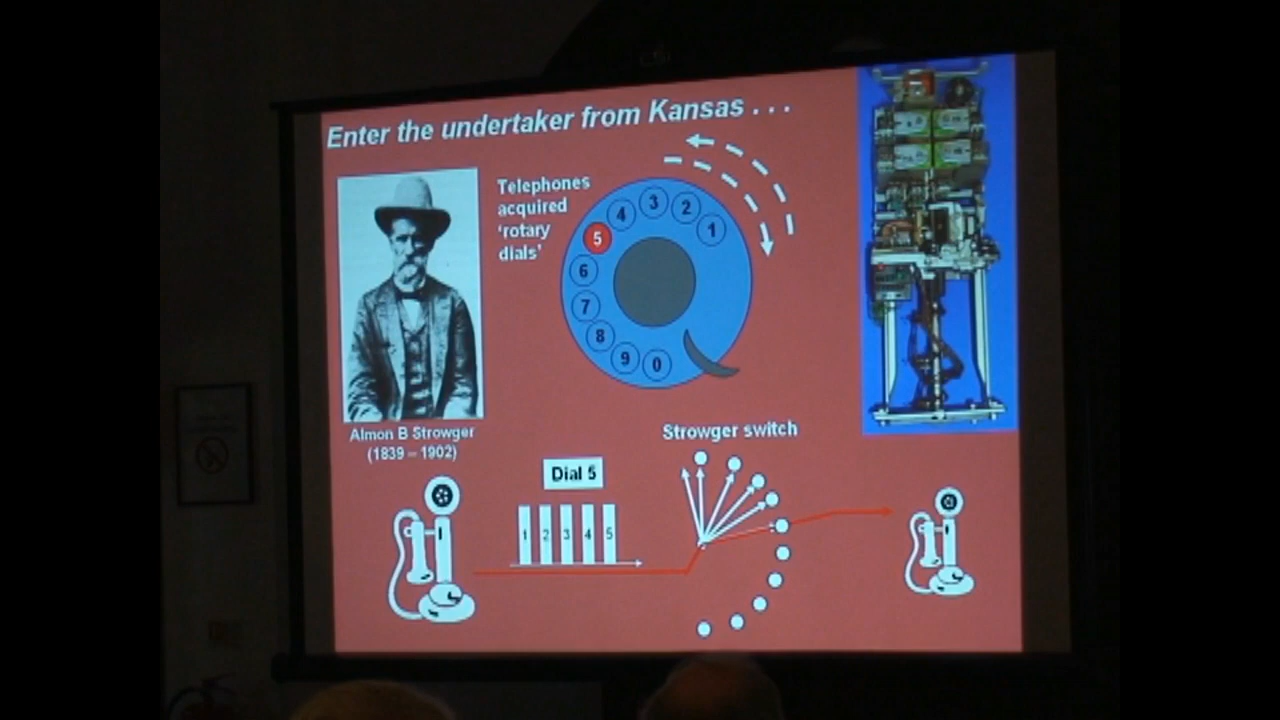 Enter the undertaker from Kansas . . .
Telephones
acquired
‘rotary
dials’
3
4
2
1
5
6
7
8
9
0
Almon B Strowger
(1839 – 1902)
Strowger switch
Dial 5
1 2 3 4 5